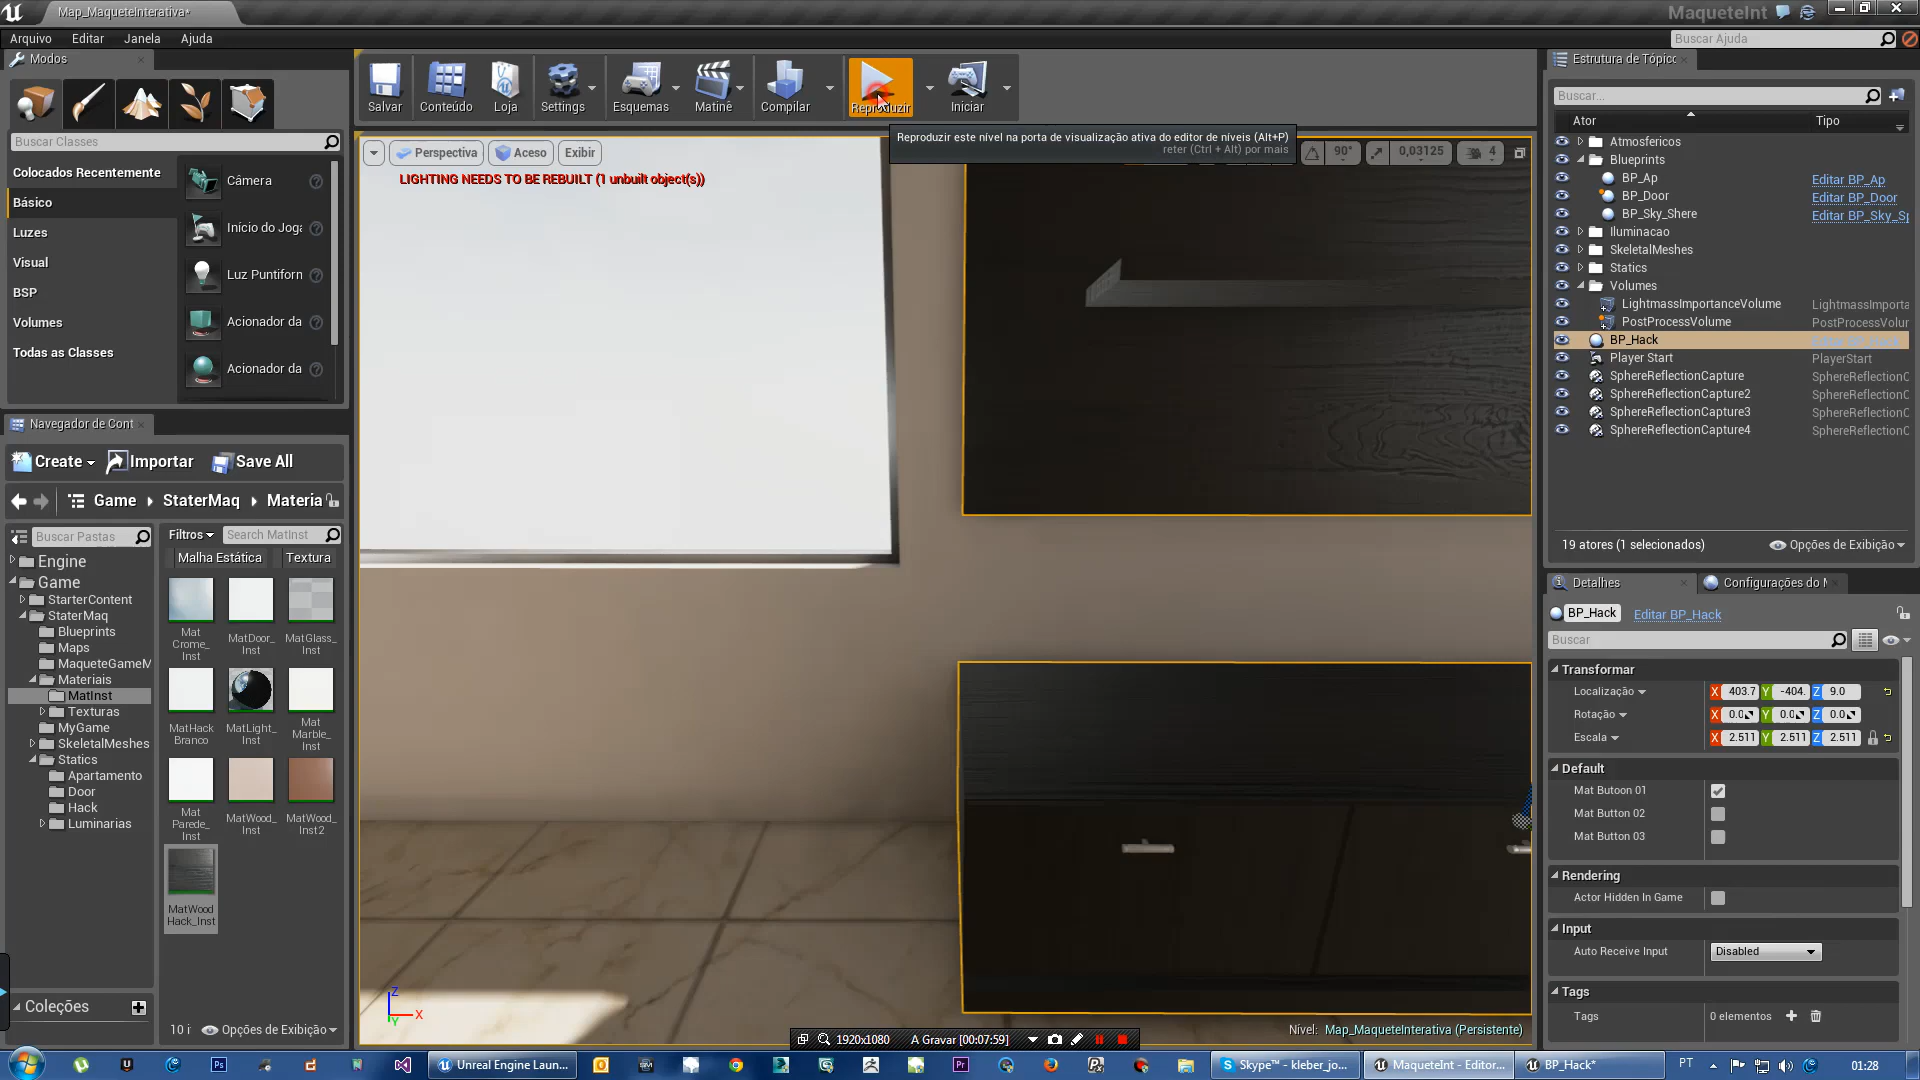 Map_MaqueteInterativa*
MaqueteInt
Arquivo Editar Janela Ajuda
Buscar Ajuda
Modos
Buscar Classes
Colocados Recentemente
Básico
Luzes
Visual
BSP
Volumes
Todas as Classes
Câmera
Início do Joga
Luz Puntiforn
Acionador da
Acionador da
Salvar
Conteúdo
Loja
Settings
Esquemas
Matinê
Compilar
Reproduzir
Iniciar
Reproduzir este nível na porta de visualização ativa do editor de níveis (Alt+P)
reter (Ctrl + Alt) por mais
Perspectiva
Aceso
Exibir
90°
0,03125
4
LIGHTING NEEDS TO BE REBUILT (1 unbuilt object(s))
Z
X
Y
Nível: Map_MaqueteInterativa (Persistente)
Navegador de Cont
Create
Importar
Save All
Game
StaterMaq
Materia
Buscar Pastas
Engine
Game
StarterContent
StaterMaq
Blueprints
Maps
MaqueteGameM
Materiais
MatInst
Texturas
MyGame
SkeletalMeshes
Statics
Apartamento
Door
Hack
Luminarias
Coleções
Filtros
Search MatInst
Malha Estática
Textura
Mat
Crome_
Inst
MatDoor_
Inst
MatGlass_
Inst
MatHack
Branco
MatLight_
Inst
Mat
Marble_
Inst
Mat
Parede_
Inst
MatWood_
Inst
MatWood_
Inst2
MatWood
Hack_Inst
10 i
Opções de Exibição
Estrutura de Tópico
Buscar...
Ator
Tipo
Atmosfericos
Blueprints
BP_Ap Editar BP_Ap
BP_Door Editar BP_Door
BP_Sky_Shere Editar BP_Sky_Sp
Iluminacao
SkeletalMeshes
Statics
Volumes
LightmassImportanceVolume LightmassImporta
PostProcessVolume PostProcessVolur
BP_Hack
Player Start PlayerStart
SphereReflectionCapture SphereReflectionC
SphereReflectionCapture2 SphereReflectionC
SphereReflectionCapture3 SphereReflectionC
SphereReflectionCapture4 SphereReflectionC
19 atores (1 selecionados)
Opções de Exibição
Detalhes
Configurações do M
BP_Hack
Editar BP_Hack
Buscar
Transformar
Localização X 403.7 Y -404. Z 9.0
Rotação X 0.0 Y 0.0 Z 0.0
Escala X 2.511 Y 2.511 Z 2.511
Default
Mat Butoon 01
Mat Button 02
Mat Button 03
Rendering
Actor Hidden In Game
Input
Auto Receive Input Disabled
Tags
Tags 0 elementos
1920x1080
A Gravar [00:07:59]
Unreal Engine Laun...
Skype™ - kleber_jo...
MaqueteInt - Editor...
BP_Hack*
PT
01:28